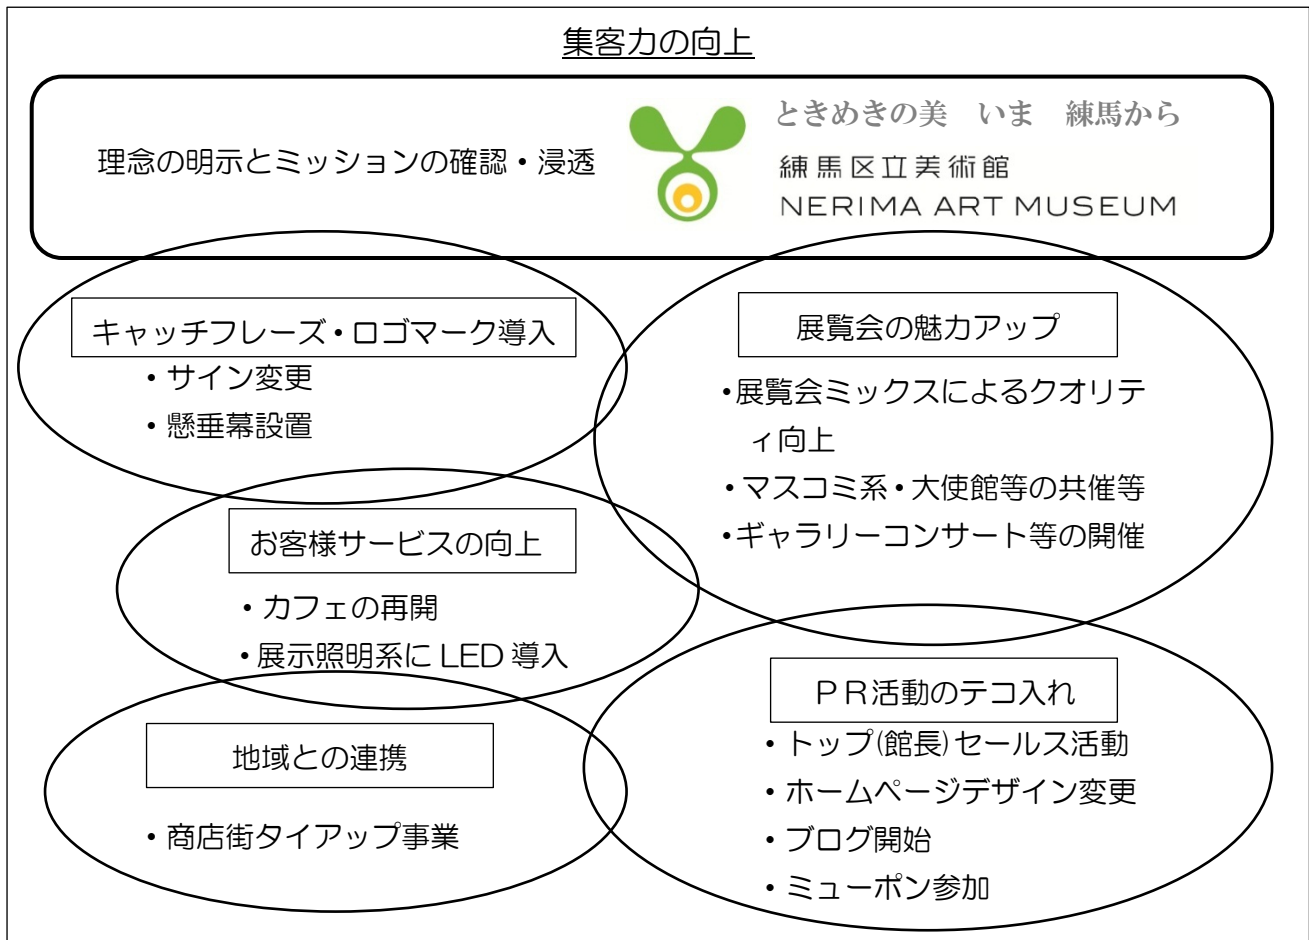 集客力の向上
理念の明示とミッションの確認・浸透
ときめきの美 いま 練馬から
練馬区立美術館
NERIMA ART MUSEUM
キャッチフレーズ・ロゴマーク導入
・サイン変更
・懸垂幕設置
お客様サービスの向上
・カフェの再開
・展示照明系に LED 導入
地域との連携
・商店街タイアップ事業
展覧会の魅力アップ
・展覧会ミックスによるクオリテ
ィ向上
・マスコミ系・大使館等の共催等
・ギャラリーコンサート等の開催
ＰＲ活動のテコ入れ
・トップ(館長)セールス活動
・ホームページデザイン変更
・ブログ開始
・ミューポン参加